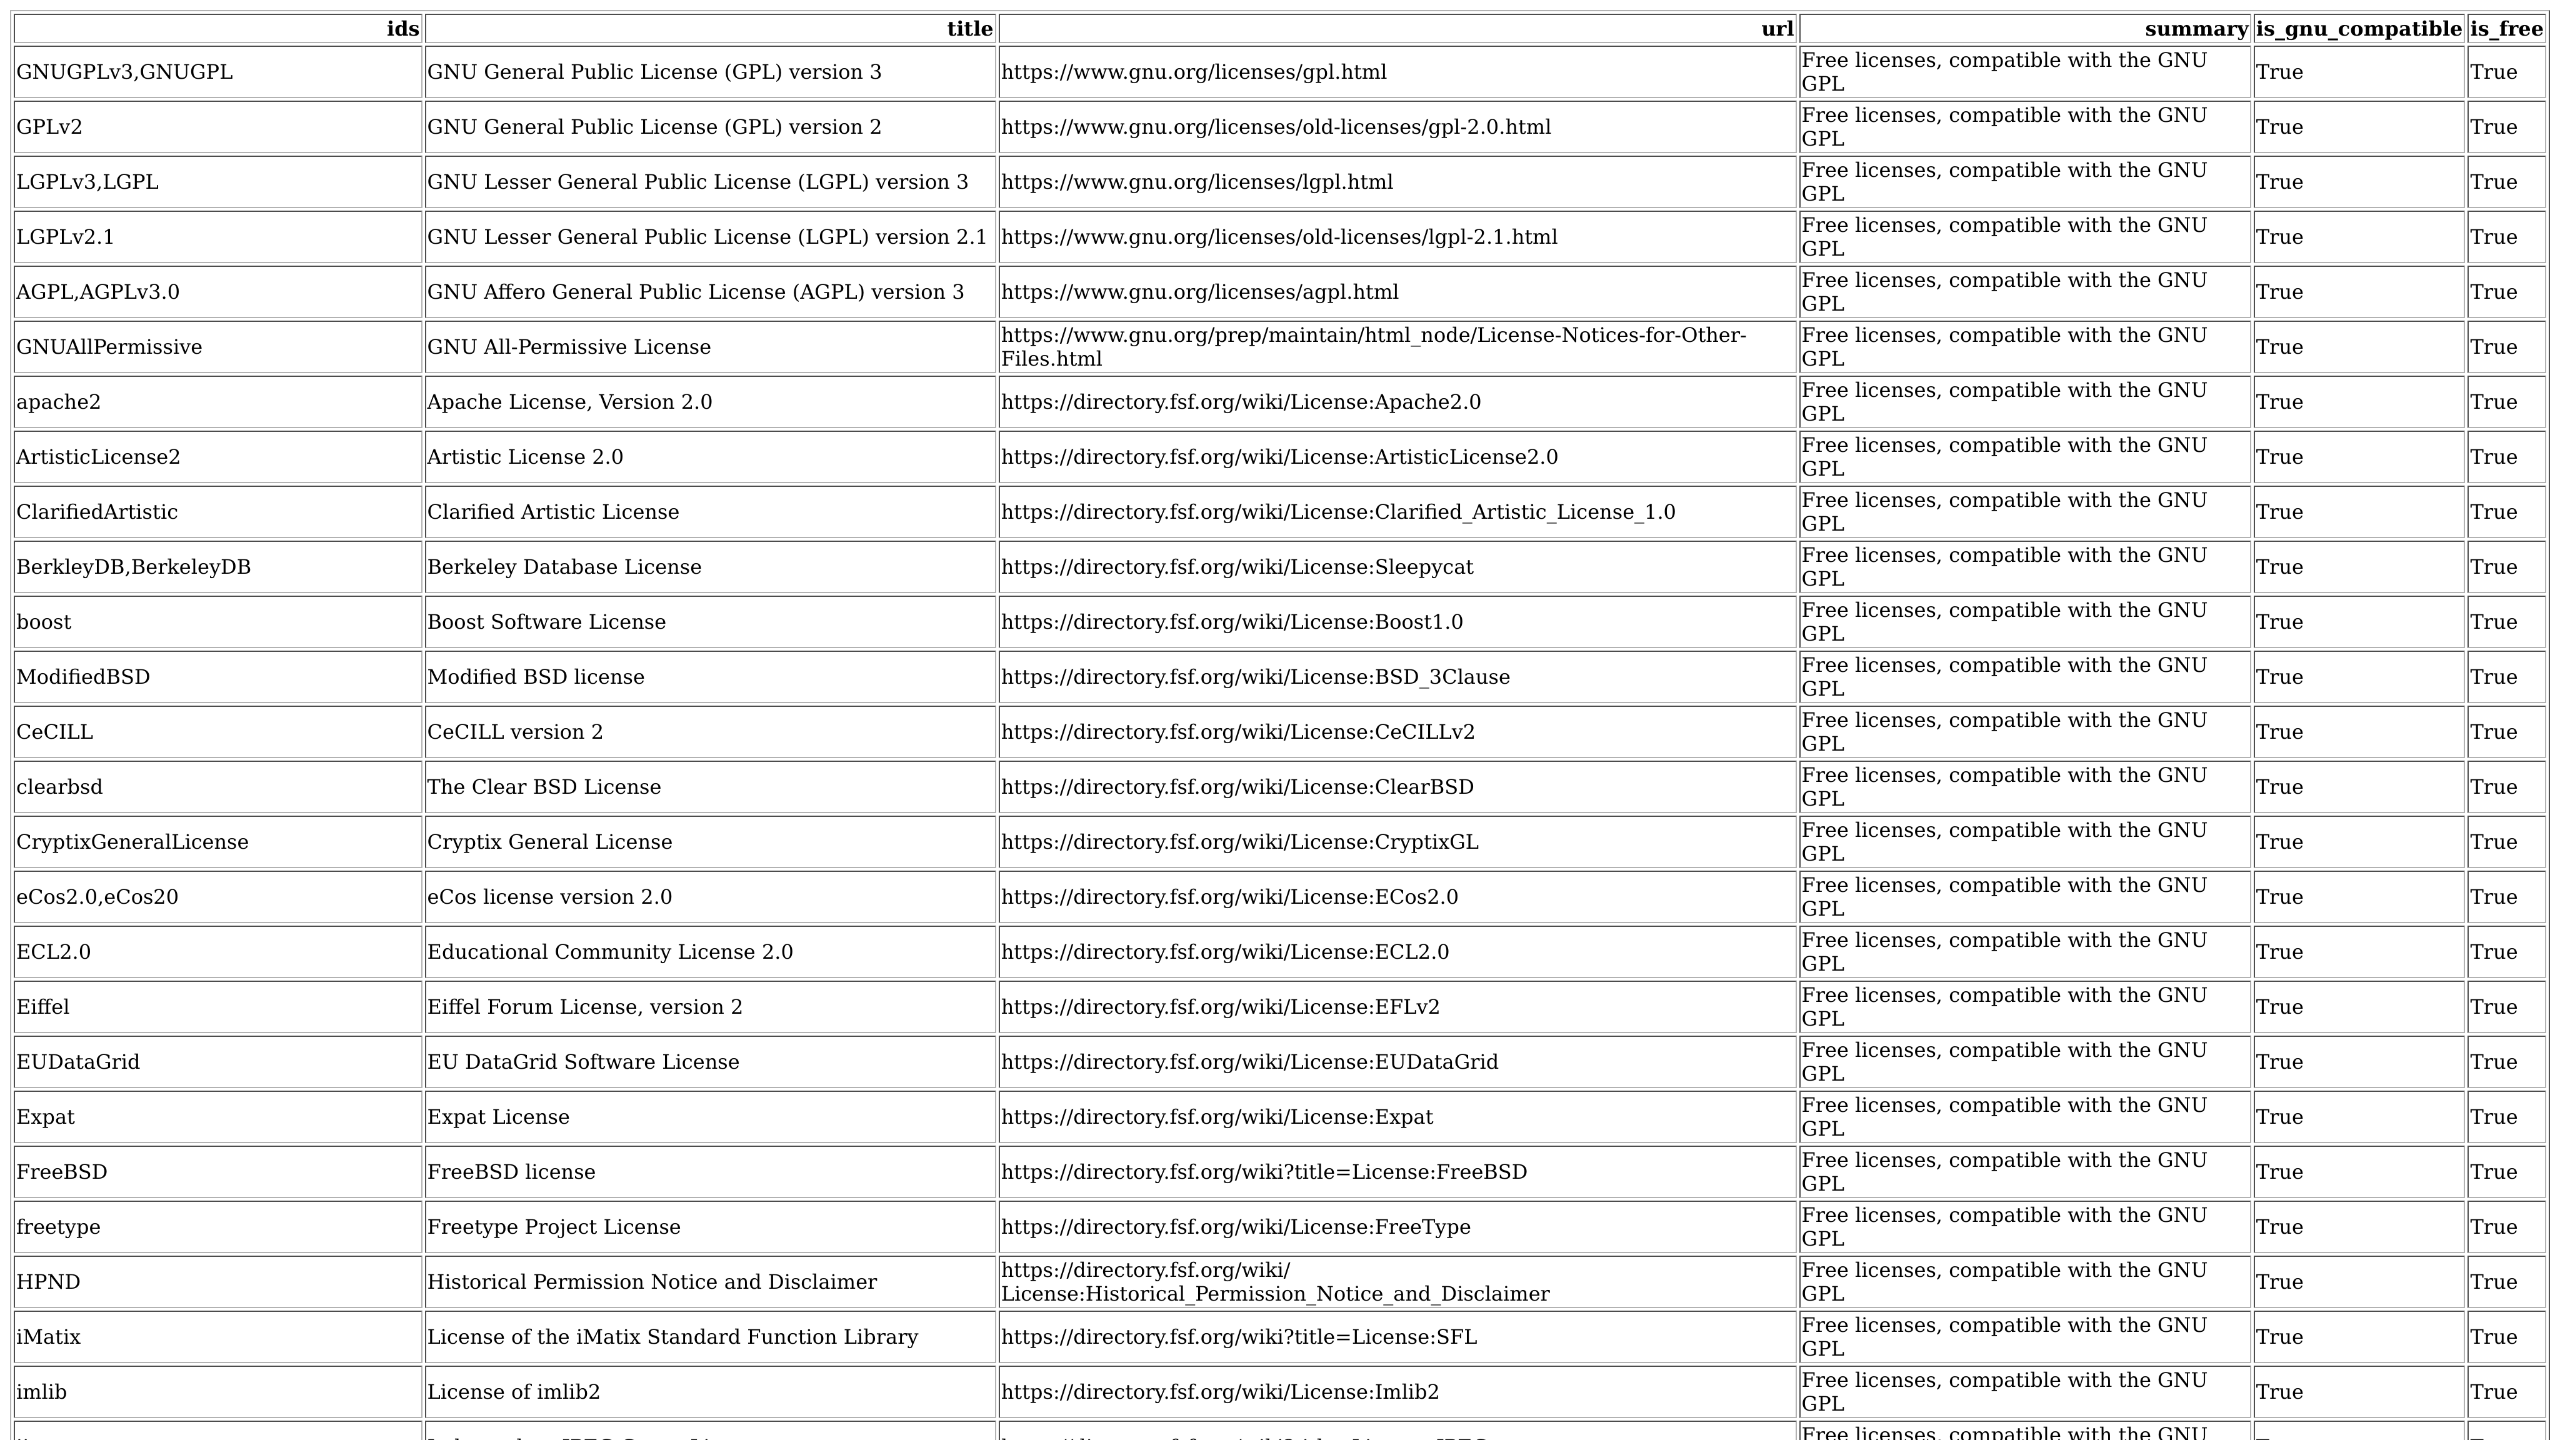 ids title url summary is_gnu_compatible is_free
GNUGPLv3,GNUGPL GNU General Public License (GPL) version 3 https://www.gnu.org/licenses/gpl.html Free licenses, compatible with the GNU GPL True True
GPLv2 GNU General Public License (GPL) version 2 https://www.gnu.org/licenses/old-licenses/gpl-2.0.html Free licenses, compatible with the GNU GPL True True
LGPLv3,LGPL GNU Lesser General Public License (LGPL) version 3 https://www.gnu.org/licenses/lgpl.html Free licenses, compatible with the GNU GPL True True
LGPLv2.1 GNU Lesser General Public License (LGPL) version 2.1 https://www.gnu.org/licenses/old-licenses/lgpl-2.1.html Free licenses, compatible with the GNU GPL True True
AGPL,AGPLv3.0 GNU Affero General Public License (AGPL) version 3 https://www.gnu.org/licenses/agpl.html Free licenses, compatible with the GNU GPL True True
GNUAllPermissive GNU All-Permissive License https://www.gnu.org/prep/maintain/html_node/License-Notices-for-Other-Files.html Free licenses, compatible with the GNU GPL True True
apache2 Apache License, Version 2.0 https://directory.fsf.org/wiki/License:Apache2.0 Free licenses, compatible with the GNU GPL True True
ArtisticLicense2 Artistic License 2.0 https://directory.fsf.org/wiki/License:ArtisticLicense2.0 Free licenses, compatible with the GNU GPL True True
ClarifiedArtistic Clarified Artistic License https://directory.fsf.org/wiki/License:Clarified_Artistic_License_1.0 Free licenses, compatible with the GNU GPL True True
BerkleyDB,BerkeleyDB Berkeley Database License https://directory.fsf.org/wiki/License:Sleepycat Free licenses, compatible with the GNU GPL True True
boost Boost Software License https://directory.fsf.org/wiki/License:Boost1.0 Free licenses, compatible with the GNU GPL True True
ModifiedBSD Modified BSD license https://directory.fsf.org/wiki/License:BSD_3Clause Free licenses, compatible with the GNU GPL True True
CeCILL CeCILL version 2 https://directory.fsf.org/wiki/License:CeCILLv2 Free licenses, compatible with the GNU GPL True True
clearbsd The Clear BSD License https://directory.fsf.org/wiki/License:ClearBSD Free licenses, compatible with the GNU GPL True True
CryptixGeneralLicense Cryptix General License https://directory.fsf.org/wiki/License:CryptixGL Free licenses, compatible with the GNU GPL True True
eCos2.0,eCos20 eCos license version 2.0 https://directory.fsf.org/wiki/License:ECos2.0 Free licenses, compatible with the GNU GPL True True
ECL2.0 Educational Community License 2.0 https://directory.fsf.org/wiki/License:ECL2.0 Free licenses, compatible with the GNU GPL True True
Eiffel Eiffel Forum License, version 2 https://directory.fsf.org/wiki/License:EFLv2 Free licenses, compatible with the GNU GPL True True
EUDataGrid EU DataGrid Software License https://directory.fsf.org/wiki/License:EUDataGrid Free licenses, compatible with the GNU GPL True True
Expat Expat License https://directory.fsf.org/wiki/License:Expat Free licenses, compatible with the GNU GPL True True
FreeBSD FreeBSD license https://directory.fsf.org/wiki?title=License:FreeBSD Free licenses, compatible with the GNU GPL True True
freetype Freetype Project License https://directory.fsf.org/wiki/License:FreeType Free licenses, compatible with the GNU GPL True True
HPND Historical Permission Notice and Disclaimer https://directory.fsf.org/wiki/License:Historical_Permission_Notice_and_Disclaimer Free licenses, compatible with the GNU GPL True True
iMatix License of the iMatix Standard Function Library https://directory.fsf.org/wiki?title=License:SFL Free licenses, compatible with the GNU GPL True True
imlib License of imlib2 https://directory.fsf.org/wiki/License:Imlib2 Free licenses, compatible with the GNU GPL True True
Free licenses, compatible with the GNU